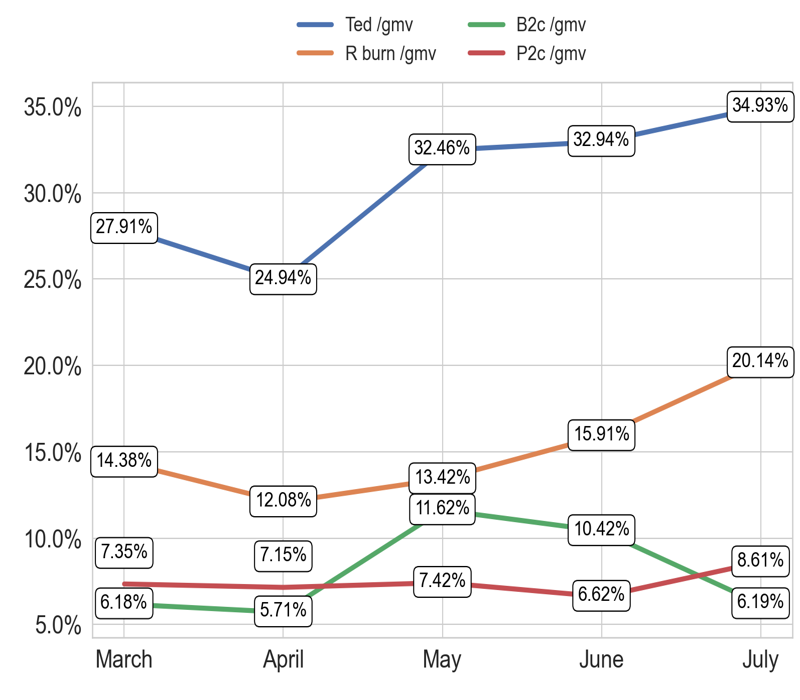 Ted /gmv B2c /gmv
R burn /gmv P2c /gmv
35.0% 34.93%
32.46% 32.94%
30.0%
27.91%
25.0% 24.94%
20.0% 20.14%
15.0% 15.91%
14.38% 13.42%
12.08% 11.62%
10.0% 10.42%
7.35% 7.15% 8.61%
7.42% 6.62%
6.18% 5.71% 6.19%
5.0%
March April May June July